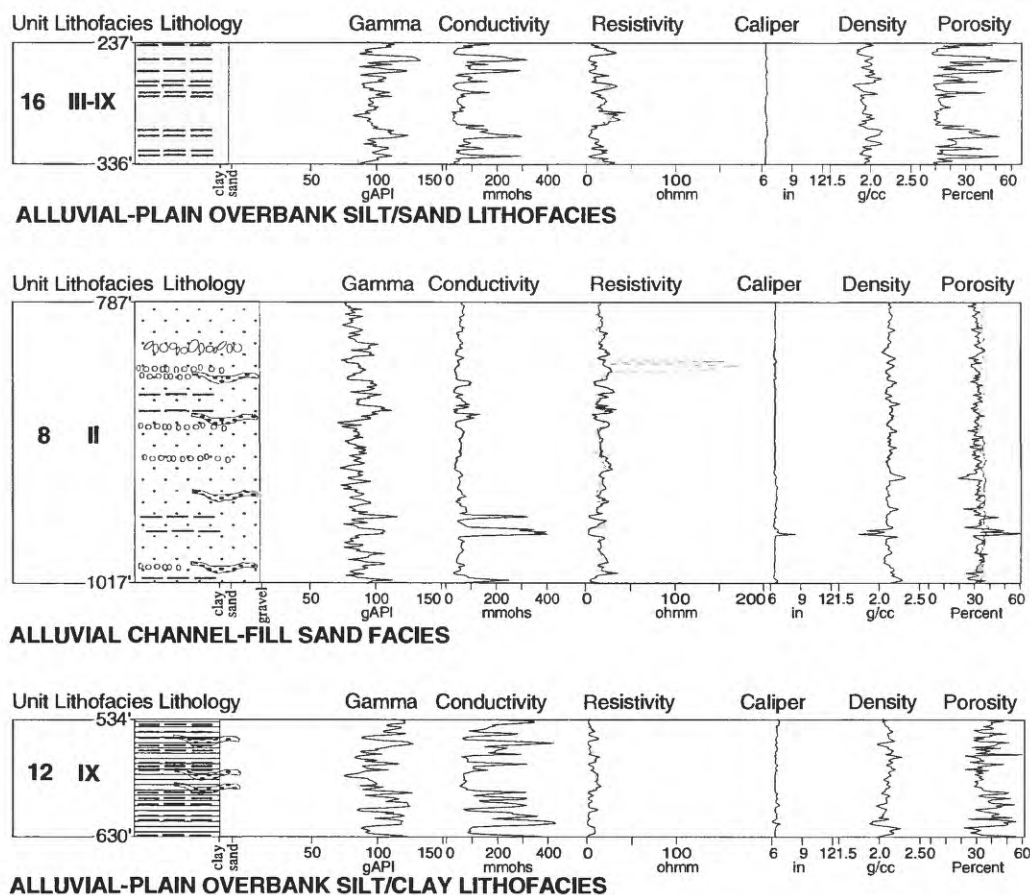 Unit Lithofacies Lithology Gamma Conductivity Resistivity Caliper Density Porosity
237'
16 III-IX
336'
clay sand 50 100 150 0 200 400 0 100 6 9 12 1.5 2.0 2.5 0 30 60
gAPI mmohs ohmm in g/cc Percent
ALLUVIAL-PLAIN OVERBANK SILT/SAND LITHOFACIES
Unit Lithofacies Lithology Gamma Conductivity Resistivity Caliper Density Porosity
787'
8 II
1017'
clay sand gravel 50 100 150 0 200 400 0 100 200 6 9 12 1.5 2.0 2.5 0 30 60
gAPI mmohs ohmm in g/cc Percent
ALLUVIAL CHANNEL-FILL SAND FACIES
Unit Lithofacies Lithology Gamma Conductivity Resistivity Caliper Density Porosity
534'
12 IX
630'
clay sand 50 100 150 0 200 400 0 100 6 9 12 1.5 2.0 2.50 30 60
gAPI mmohs ohmm in g/cc Percent
ALLUVIAL-PLAIN OVERBANK SILT/CLAY LITHOFACIES